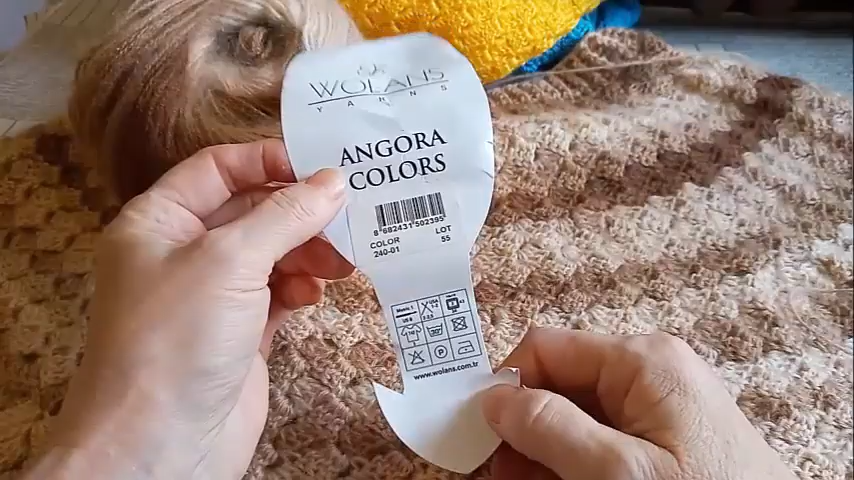 WOLANS
YARNS
ANGORA
COLORS
8 682431 502395
COLOR LOT
240-01 55
www.wolans.com.tr